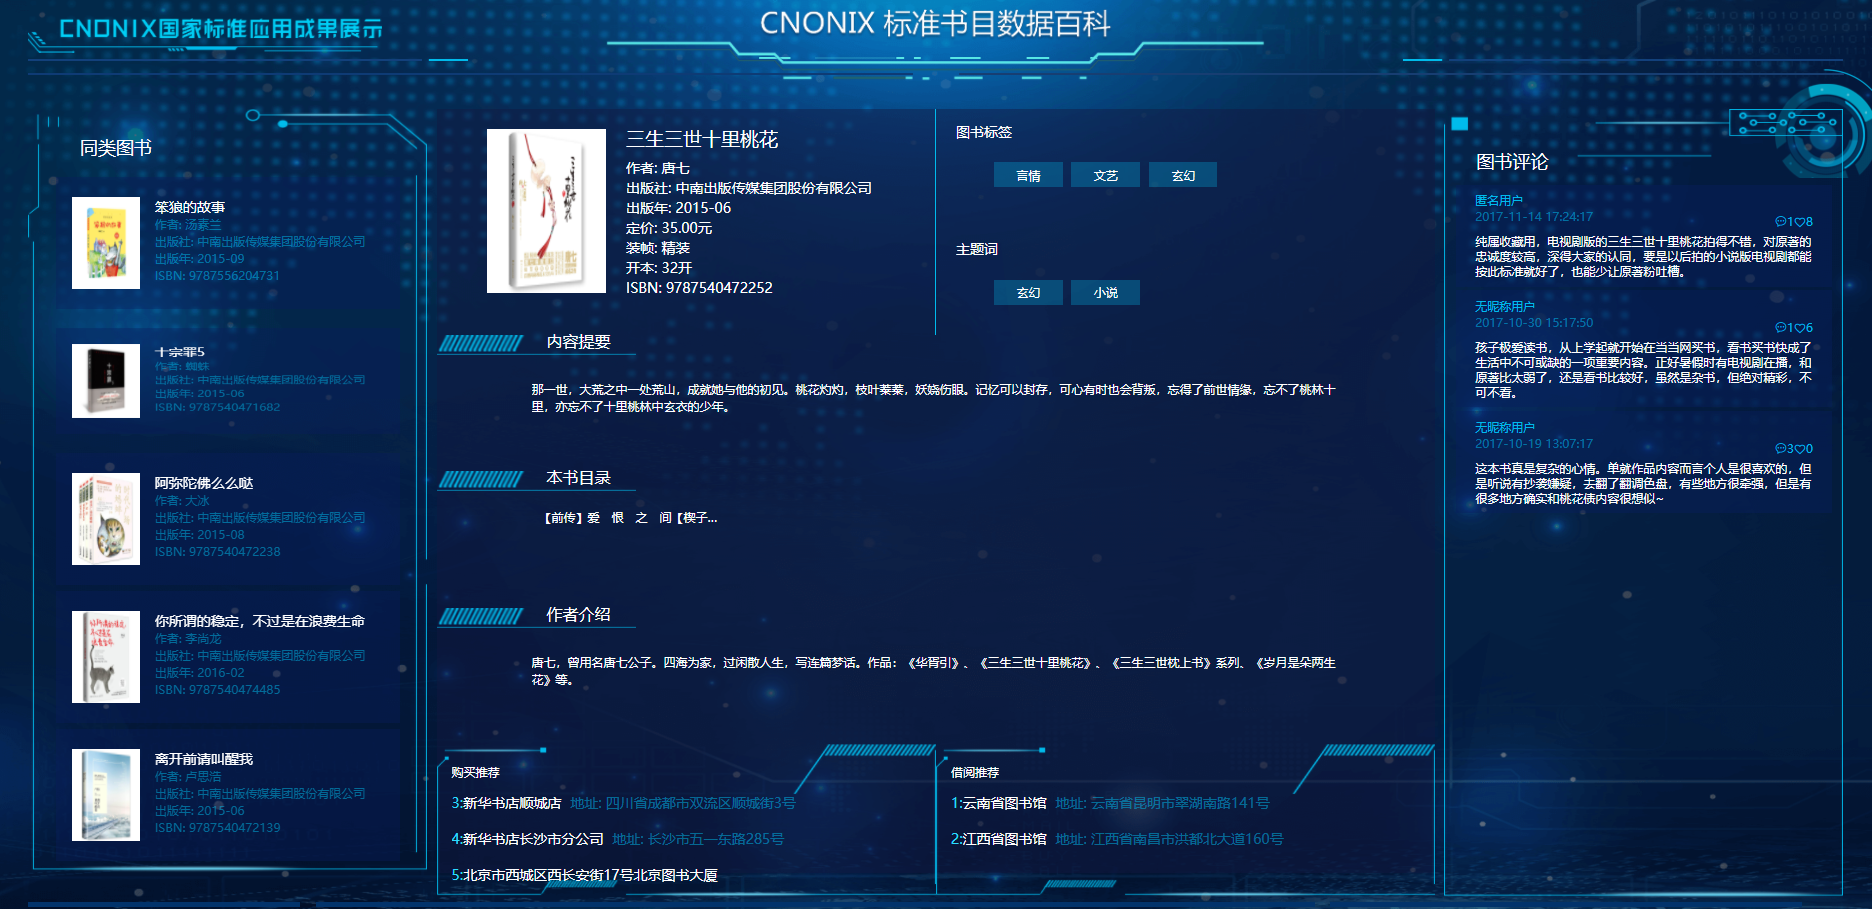 CNONIX国家标准应用成果展示
CNONIX 标准书目数据百科
同类图书
笨狼的故事
作者: 汤素兰
出版社: 中南出版传媒集团股份有限公司
出版年: 2015-09
ISBN: 9787556204731
十宗罪5
作者: 蜘蛛
出版社: 中南出版传媒集团股份有限公司
出版年: 2015-06
ISBN: 9787540471682
阿弥陀佛么么哒
作者: 大冰
出版社: 中南出版传媒集团股份有限公司
出版年: 2015-08
ISBN: 9787540472238
你所谓的稳定，不过是在浪费生命
作者: 李尚龙
出版社: 中南出版传媒集团股份有限公司
出版年: 2016-02
ISBN: 9787540474485
离开前请叫醒我
作者: 卢思浩
出版社: 中南出版传媒集团股份有限公司
出版年: 2015-06
ISBN: 9787540472139
三生三世十里桃花
作者: 唐七
出版社: 中南出版传媒集团股份有限公司
出版年: 2015-06
定价: 35.00元
装帧: 精装
开本: 32开
ISBN: 9787540472252
图书标签
言情 文艺 玄幻
主题词
玄幻 小说
内容提要
那一世，大荒之中一处荒山，成就她与他的初见。桃花灼灼，枝叶蓁蓁，妖娆伤眼。记忆可以封存，可心有时也会背叛，忘得了前世情缘，忘不了桃林十
里，亦忘不了十里桃林中玄衣的少年。
本书目录
【前传】爱 恨 之 间【楔子...
作者介绍
唐七，曾用名唐七公子。四海为家，过闲散人生，写连篇梦话。作品：《华胥引》、《三生三世十里桃花》、《三生三世枕上书》系列、《岁月是朵两生
花》等。
购买推荐
3:新华书店顺城店 地址: 四川省成都市双流区顺城街3号
4:新华书店长沙市分公司 地址: 长沙市五一东路285号
5:北京市西城区西长安街17号北京图书大厦
借阅推荐
1:云南省图书馆 地址: 云南省昆明市翠湖南路141号
2:江西省图书馆 地址: 江西省南昌市洪都北大道160号
图书评论
匿名用户
2017-11-14 17:24:17
1 8
纯属收藏用，电视剧版的三生三世十里桃花拍得不错，对原著的
忠诚度较高，深得大家的认同，要是以后拍的小说版电视剧都能
按此标准就好了，也能少让原著粉吐槽。
无昵称用户
2017-10-30 15:17:50
1 6
孩子极爱读书，从上学起就开始在当当网买书，看书买书快成了
生活中不可或缺的一项重要内容。正好暑假时有电视剧在播，和
原著比太弱了，还是看书比较好，虽然是杂书，但绝对精彩，不
可不看。
无昵称用户
2017-10-19 13:07:17
3 0
这本书真是复杂的心情。单就作品内容而言个人是很喜欢的，但
是听说有抄袭嫌疑，去翻了翻调色盘，有些地方很牵强，但是有
很多地方确实和桃花债内容很想似~